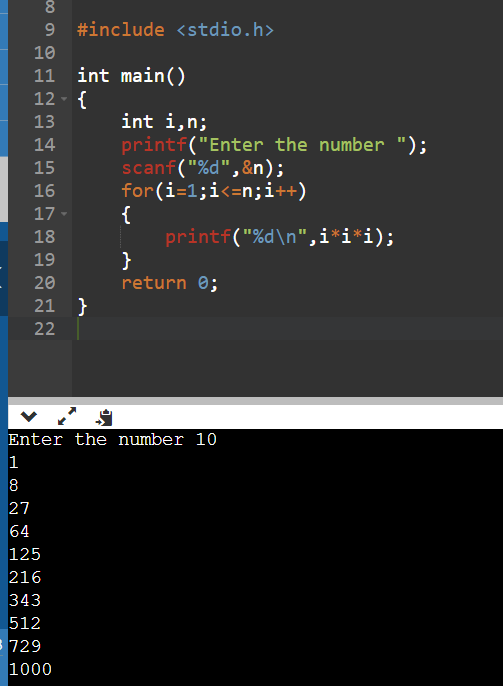 8
9 #include <stdio.h>
10
11 int main()
12 {
13     int i,n;
14     printf("Enter the number ");
15     scanf("%d",&n);
16     for(i=1;i<=n;i++)
17     {
18         printf("%d\n",i*i*i);
19     }
20     return 0;
21 }
22
Enter the number 10
1
8
27
64
125
216
343
512
729
1000